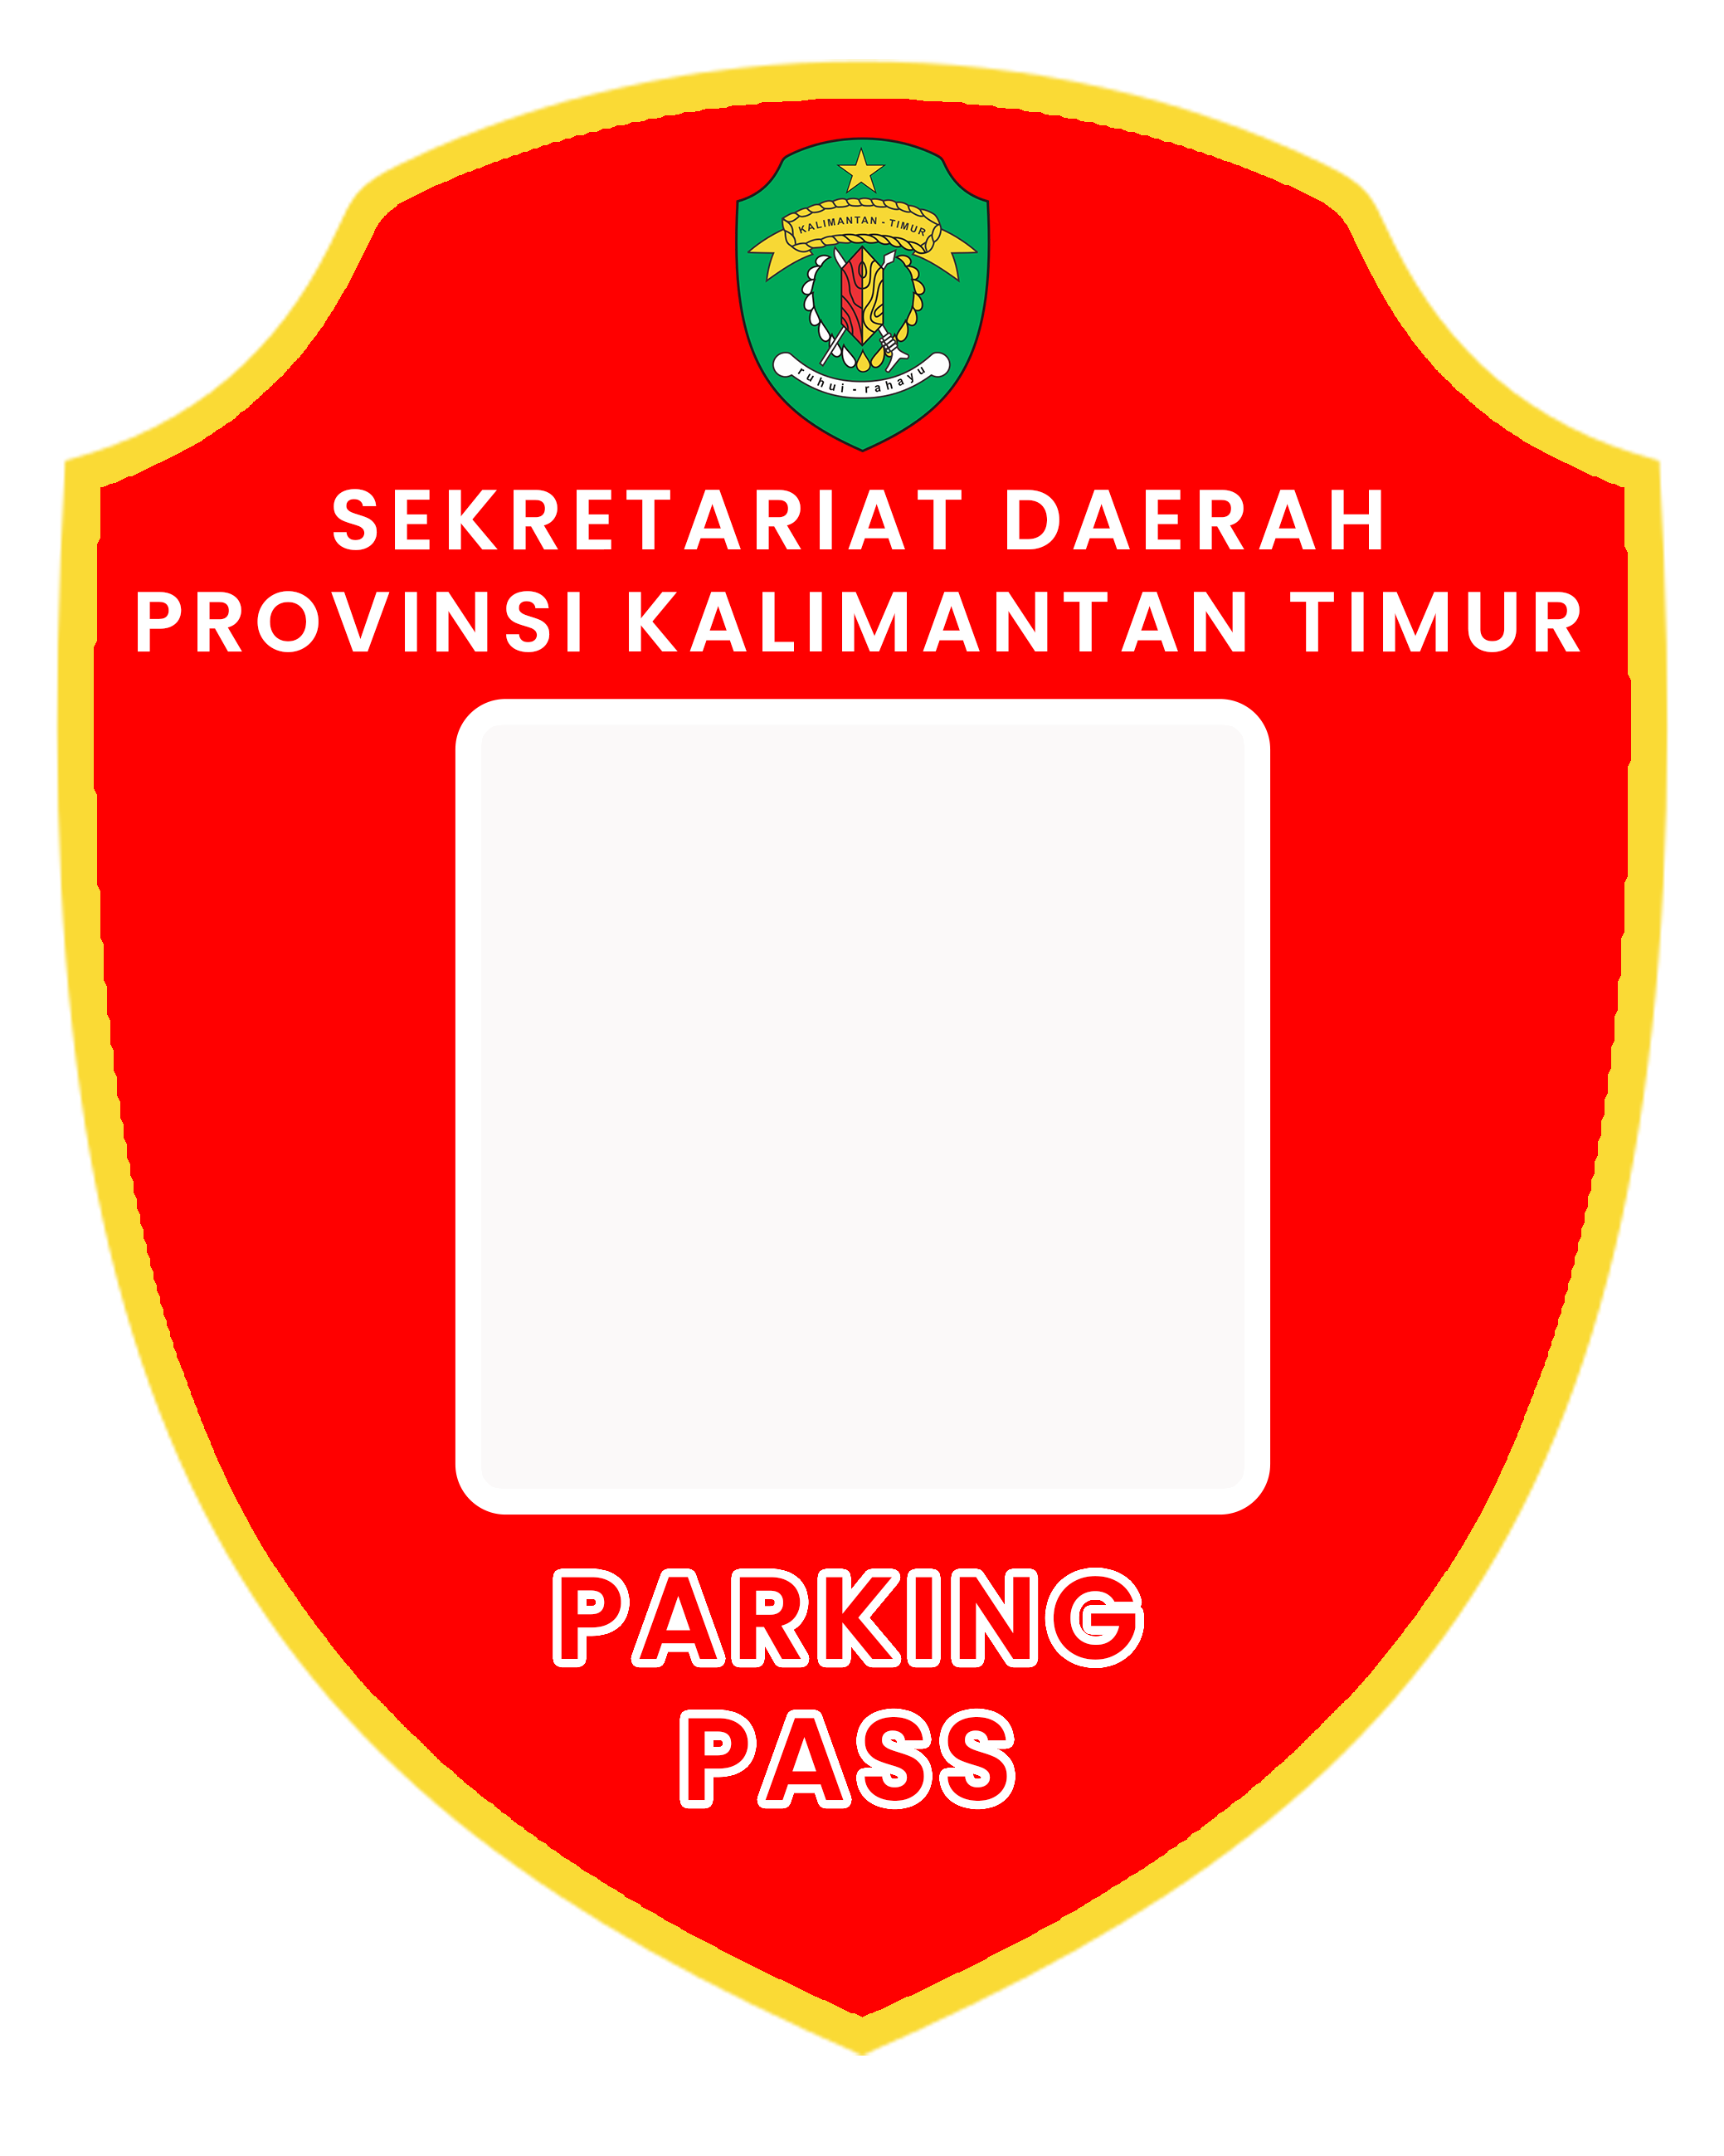 KALIMANTAN - TIMUR
ruhui - rahayu
SEKRETARIAT DAERAH
PROVINSI KALIMANTAN TIMUR
PARKING
PASS